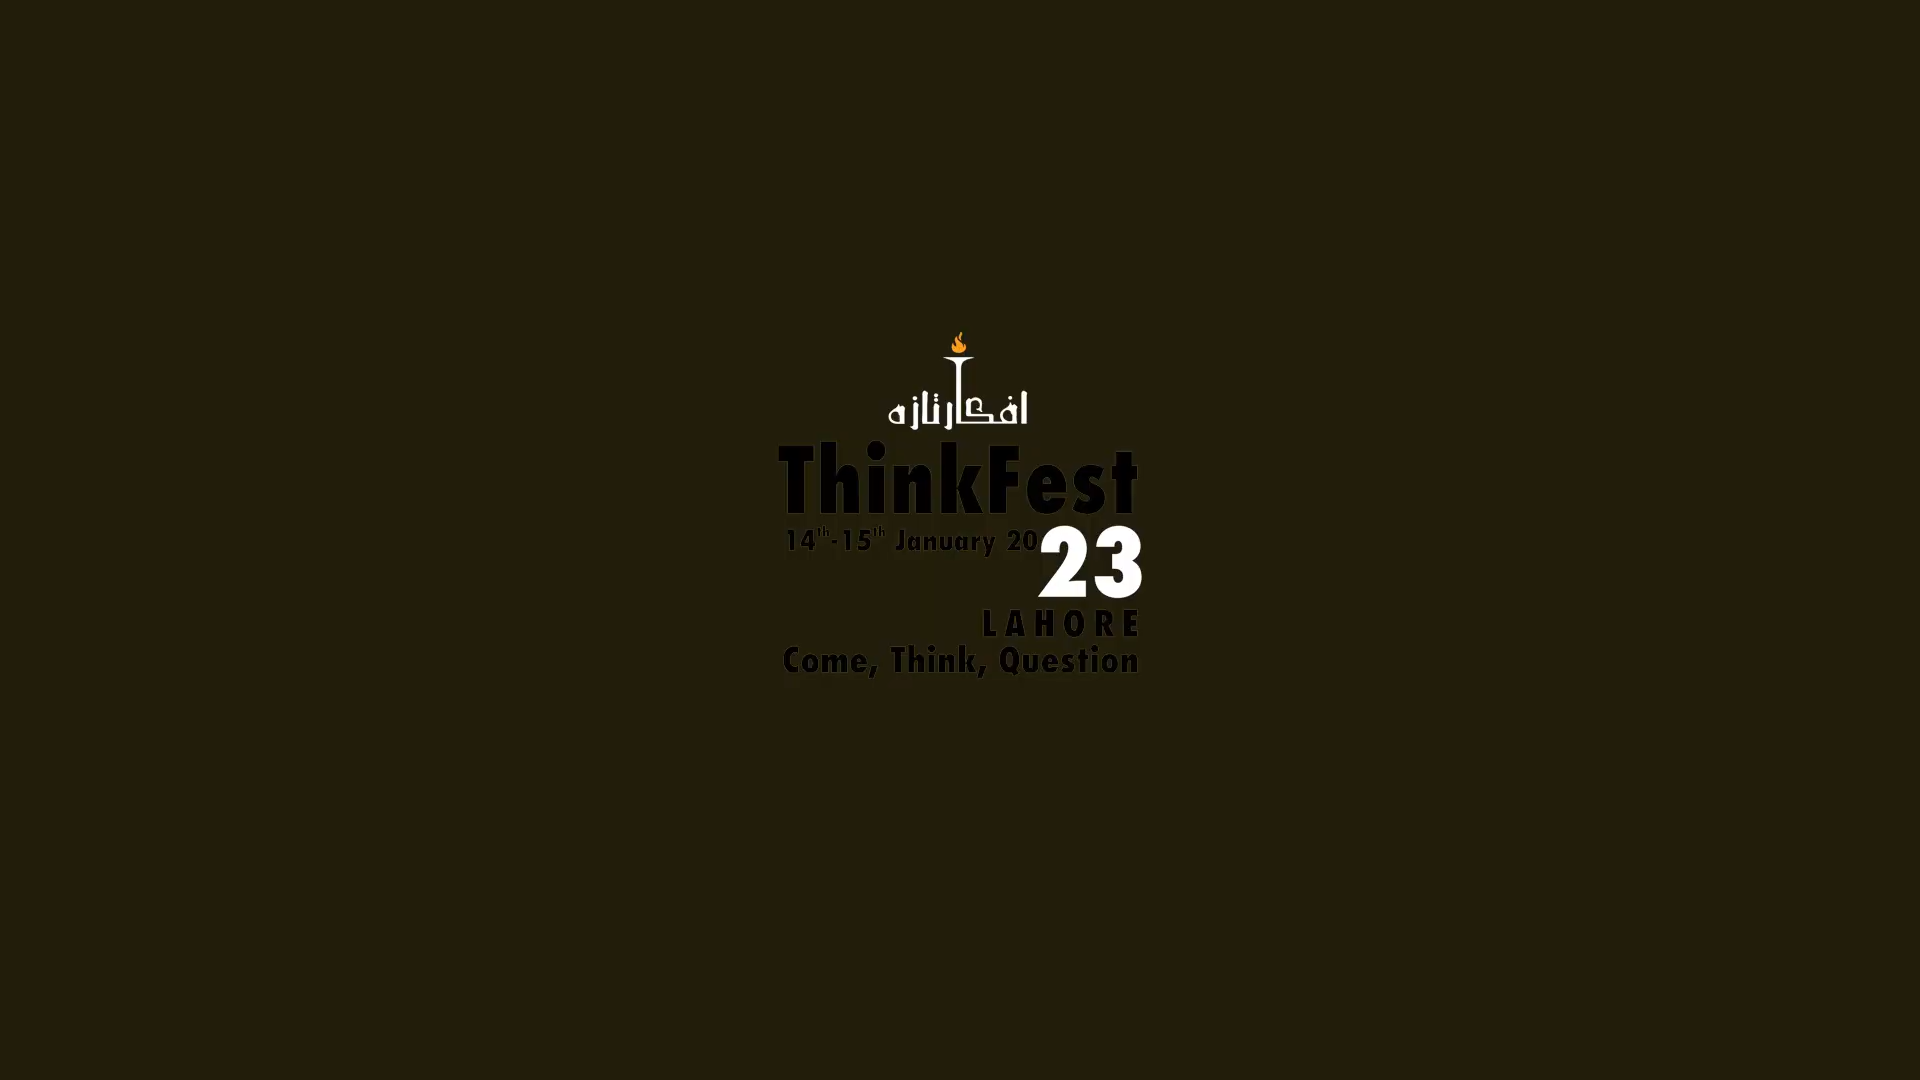 افکار تازہ
ThinkFest
14th-15th January 2023
LAHORE
Come, Think, Question